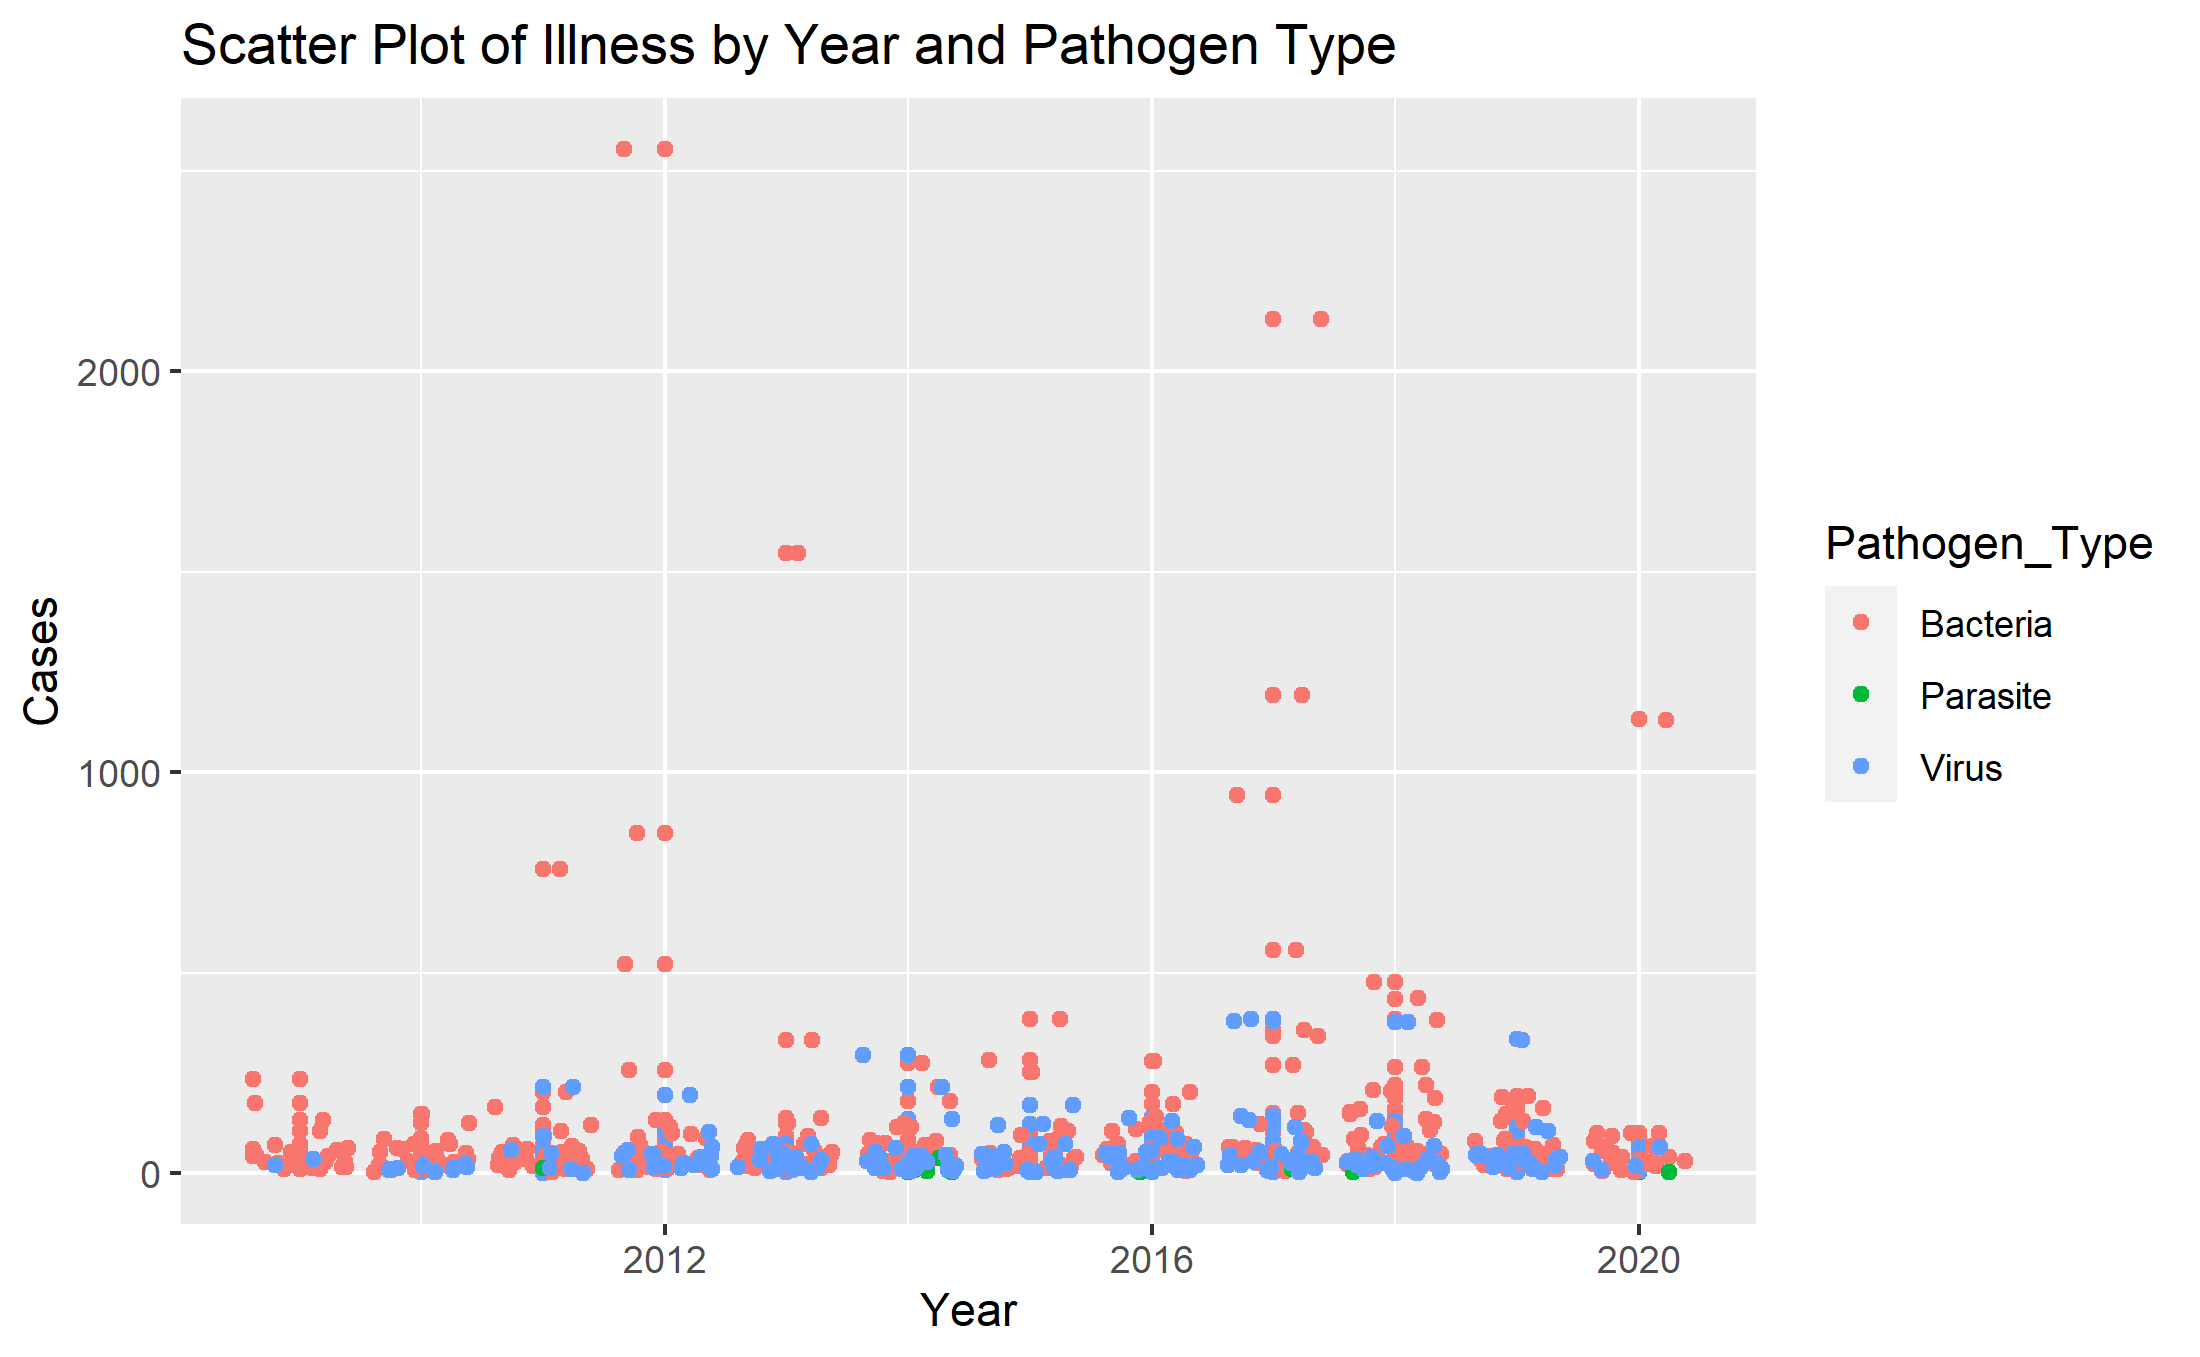 Scatter Plot of Illness by Year and Pathogen Type
Cases
2000
1000
0
2012
2016
2020
Year
Pathogen_Type
Bacteria
Parasite
Virus